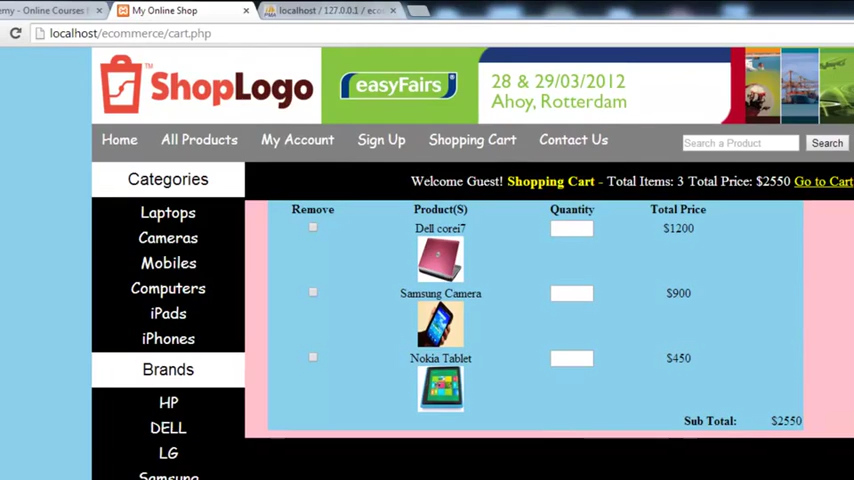 emy - Online Courses
My Online Shop
localhost / 127.0.0.1 / eco
localhost/ecommerce/cart.php
ShopLogo
TM
easyFairs
28 & 29/03/2012
Ahoy, Rotterdam
Home All Products My Account Sign Up Shopping Cart Contact Us Search a Product Search
Categories
Welcome Guest! Shopping Cart - Total Items: 3 Total Price: $2550 Go to Cart
Remove Product(S) Quantity Total Price
Laptops
Cameras
Mobiles
Computers
iPads
iPhones
Dell corei7 $1200
Samsung Camera $900
Nokia Tablet $450
Sub Total: $2550
Brands
HP
DELL
LG
Samsung